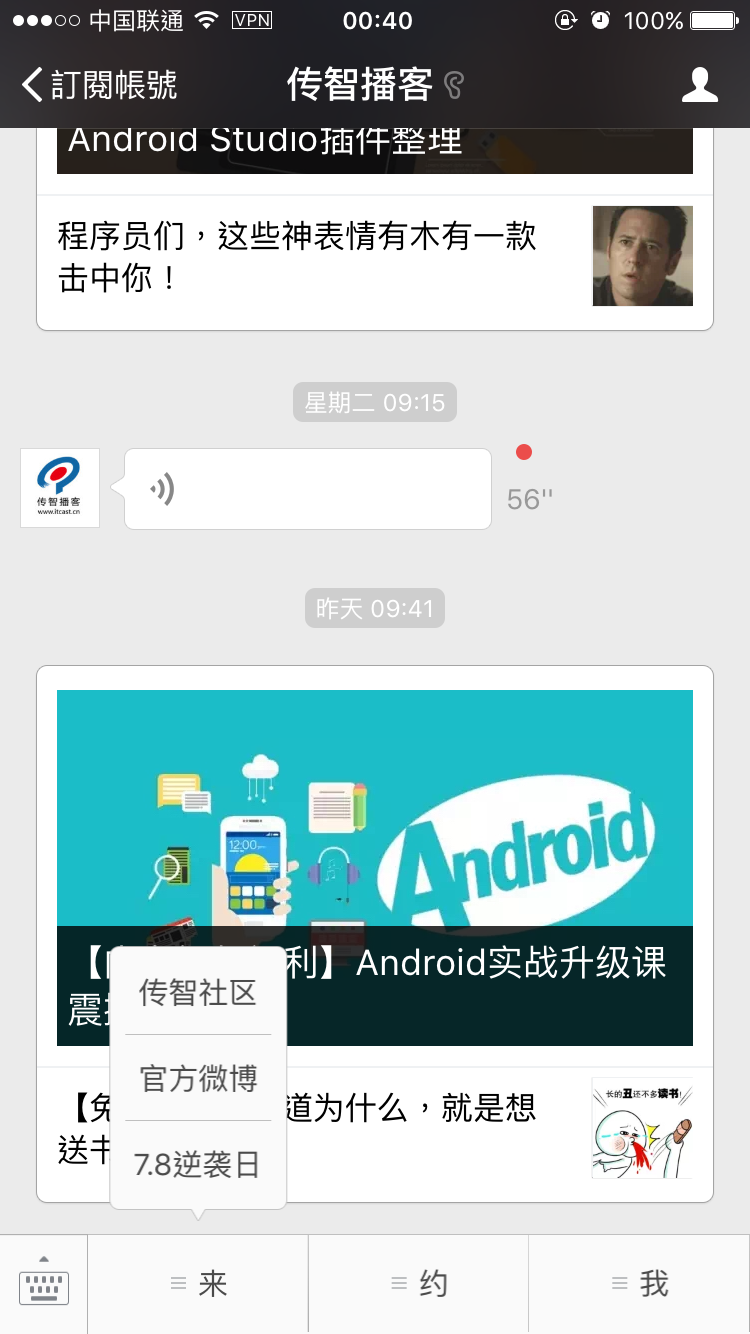 中国联通 VPN 00:40 100%
訂閱帳號 传智播客
Android Studio插件整理
程序员们，这些神表情有木有一款
击中你！
星期二 09:15
传智播客
www.itcast.cn
56"
昨天 09:41
12:00
Android
利】Android实战升级课
震
传智社区
官方微博
7.8逆袭日
【免 道为什么，就是想
送书
长的丑还不多读书!
来 约 我